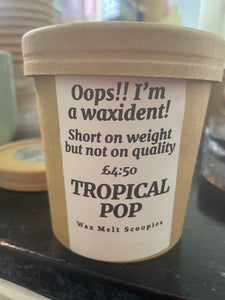 Oops!! I'm
a waxident!
Short on weight
but not on quality
£4:50
TROPICAL
POP
Wax Melt Scoopies